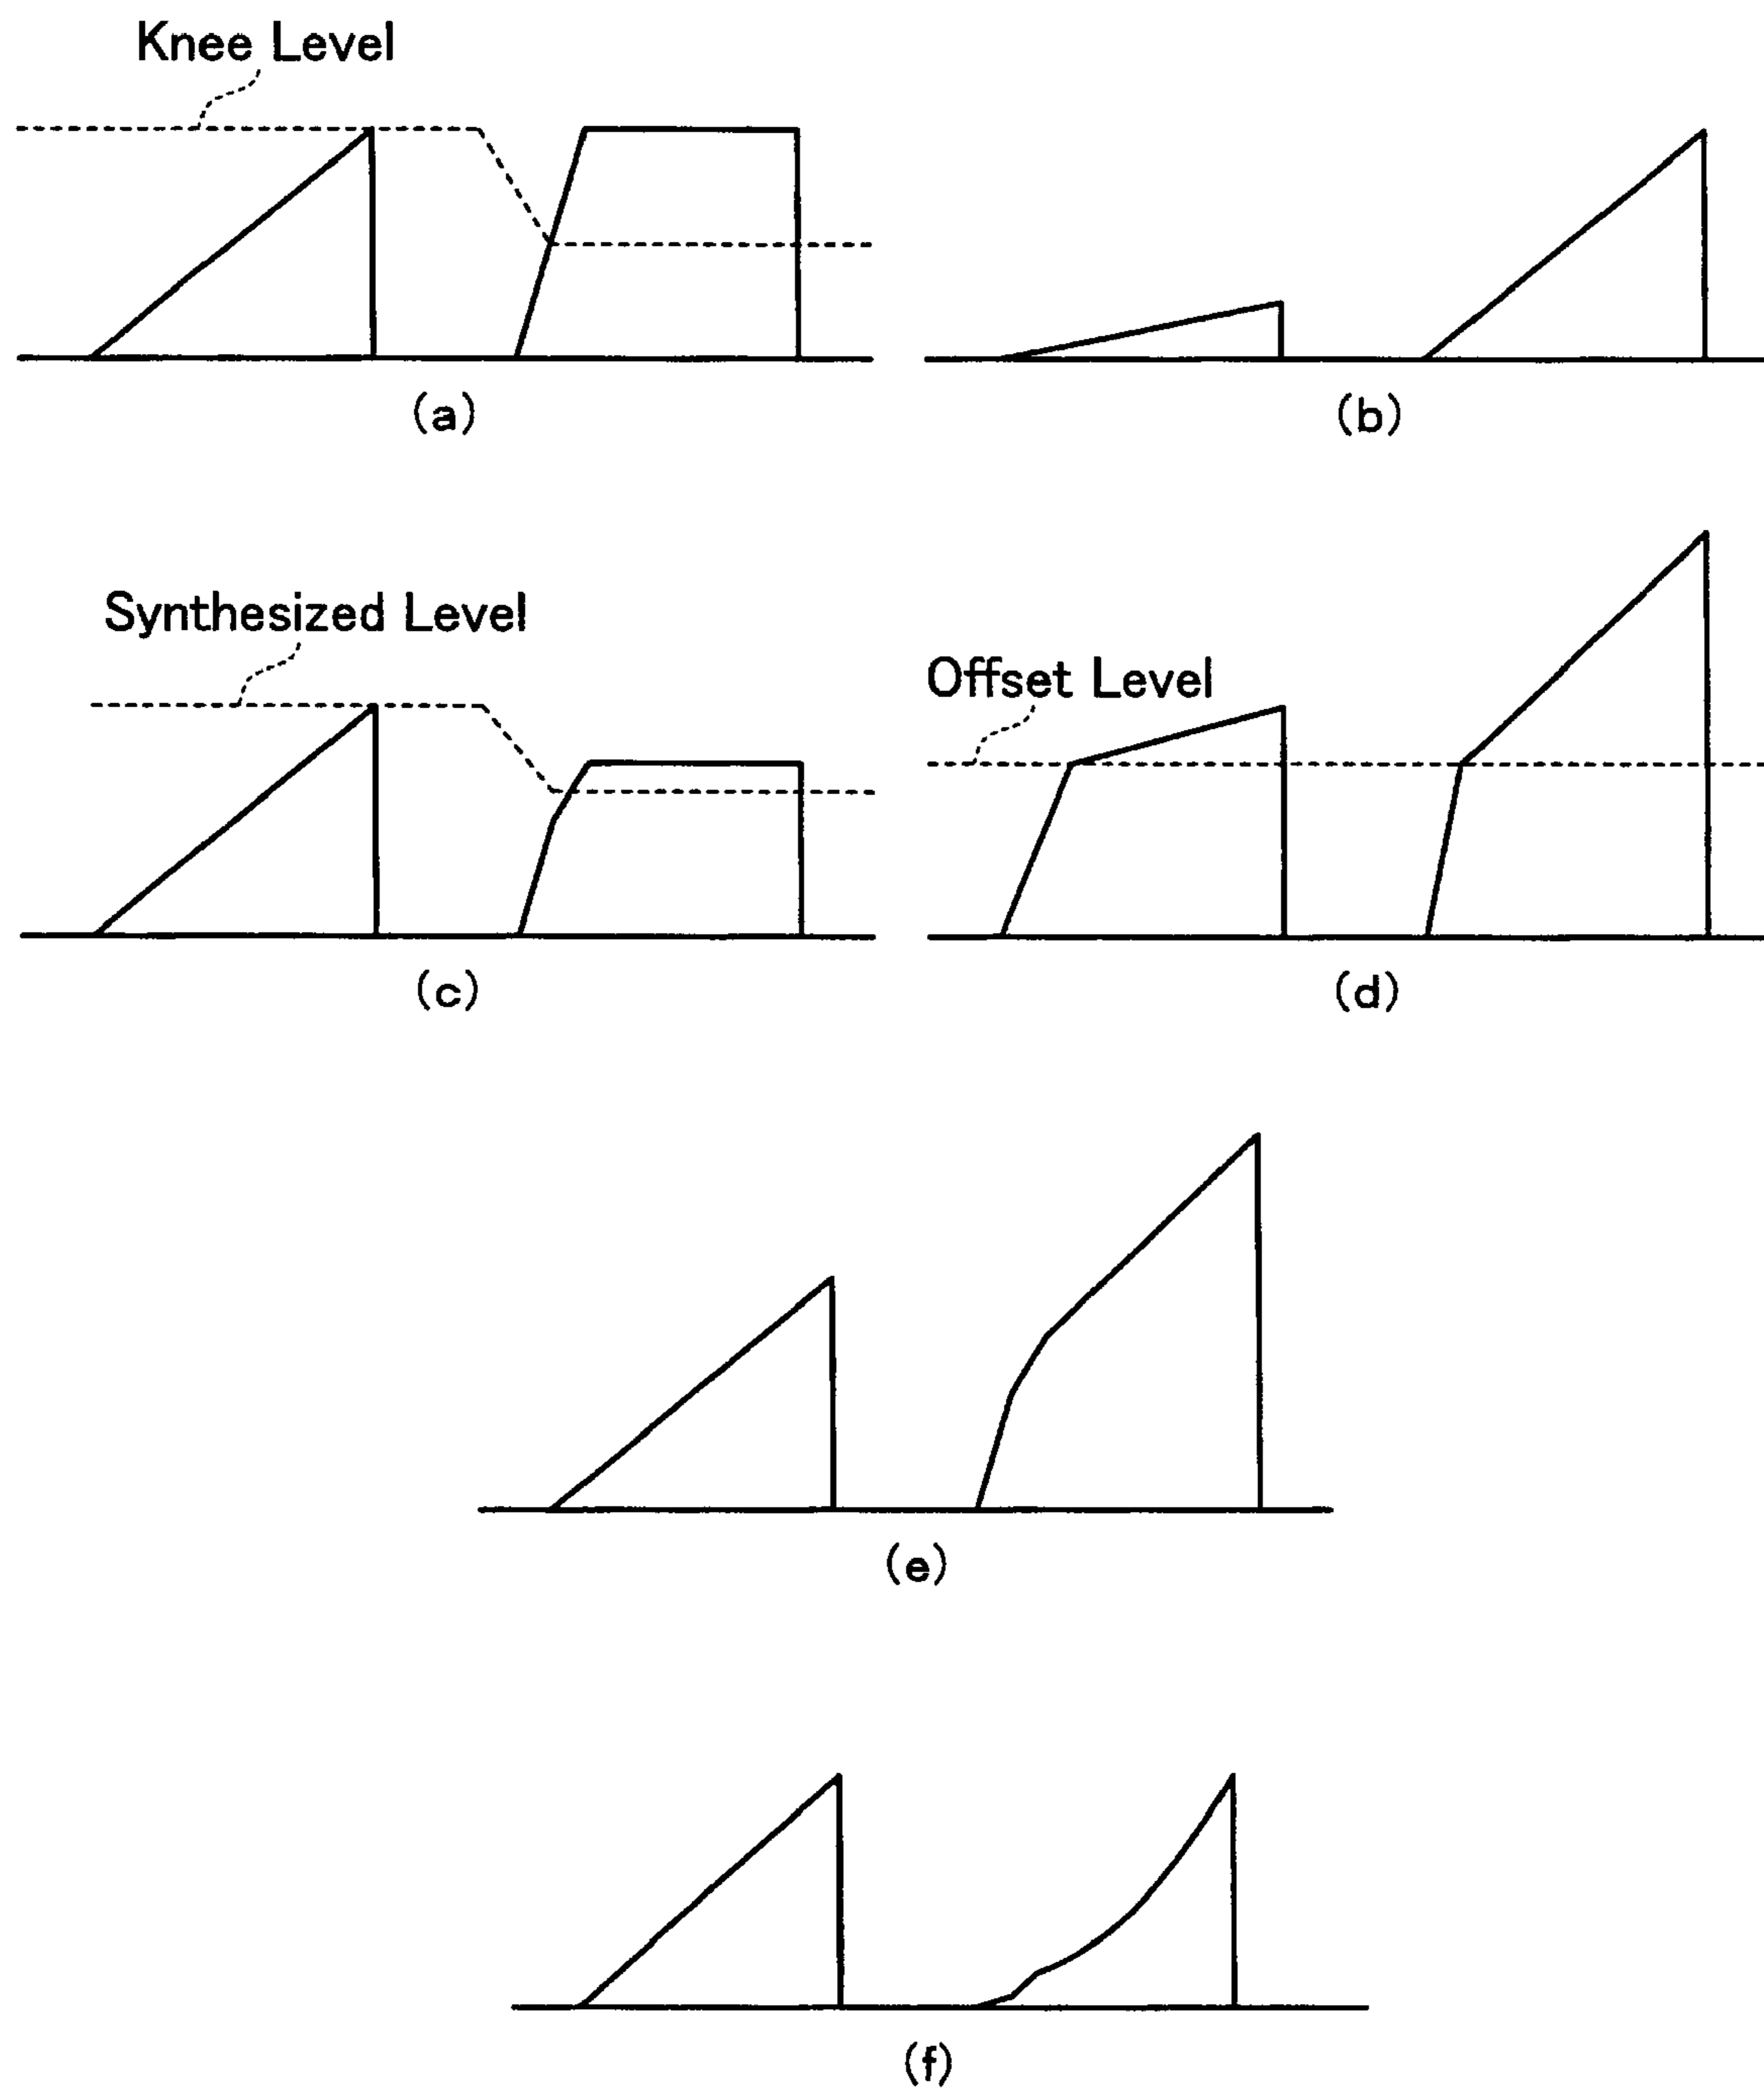 Knee Level
(a)
(b)
Synthesized Level
Offset Level
(c)
(d)
(e)
(f)